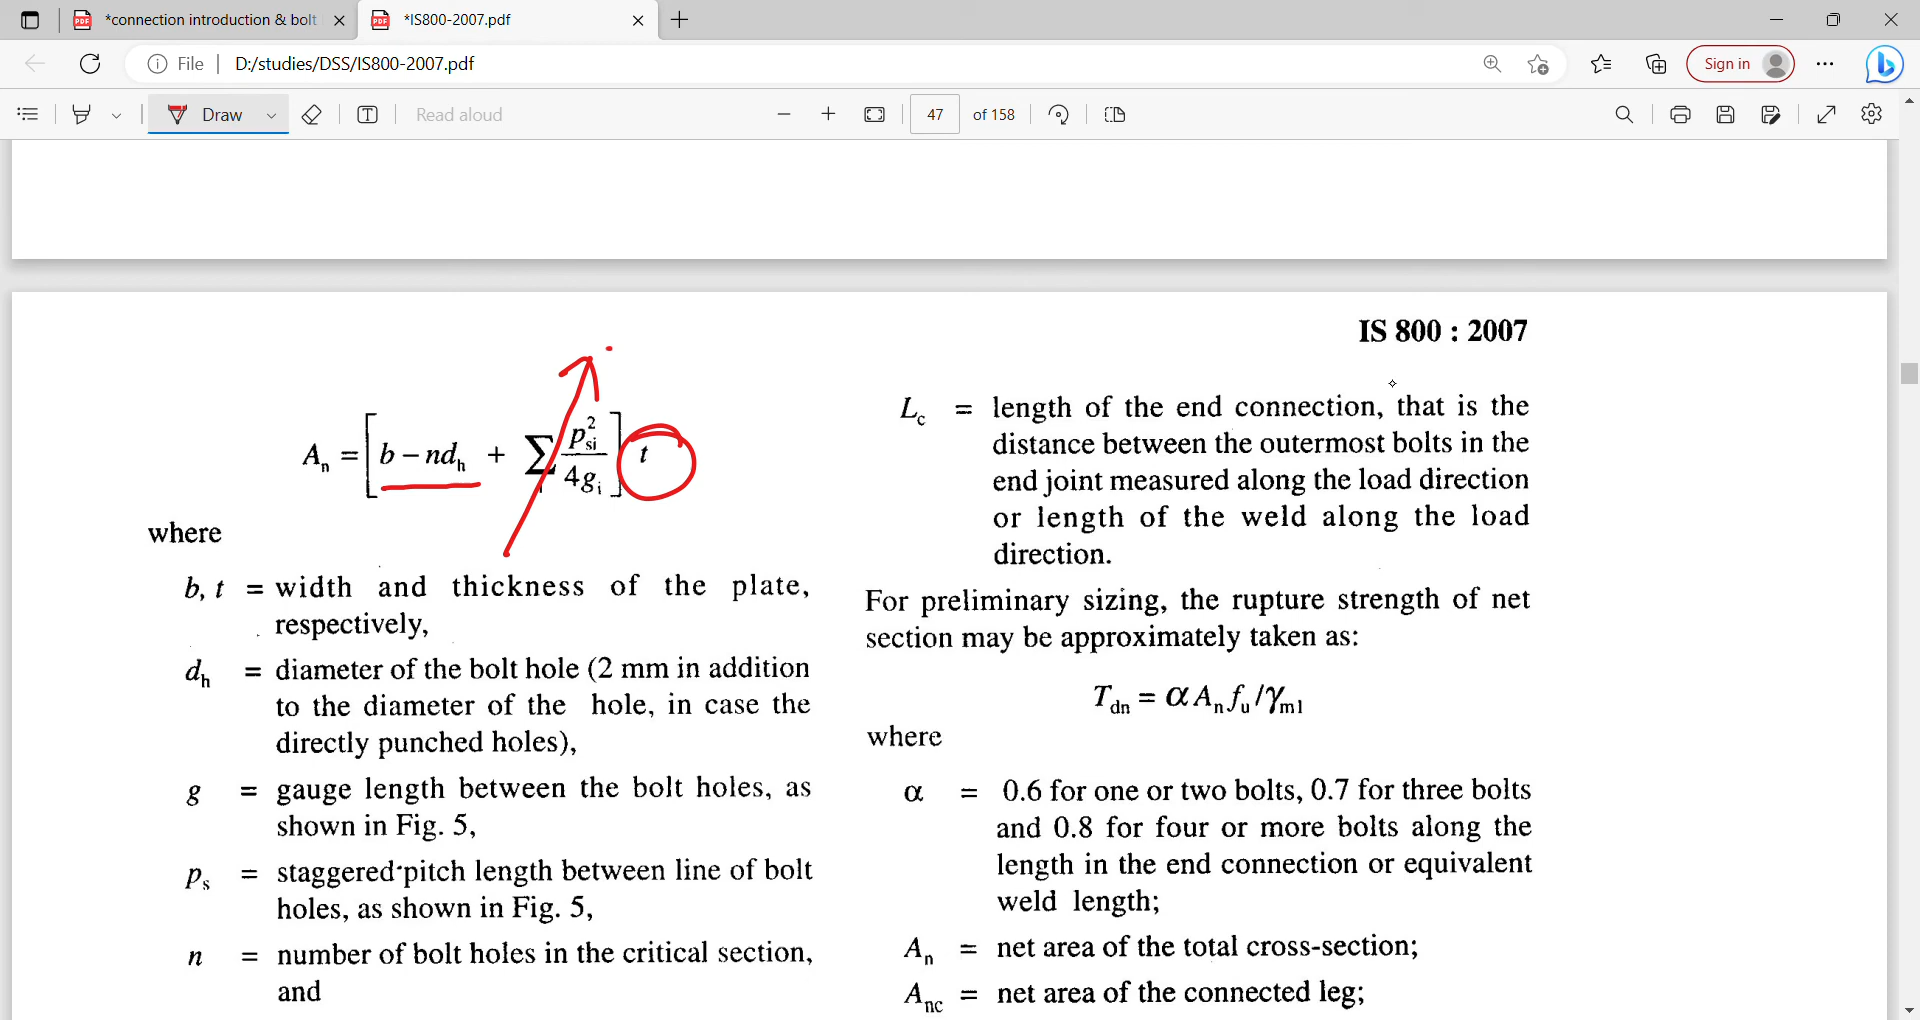 *connection introduction & bolt
*IS800-2007.pdf
File
D:/studies/DSS/IS800-2007.pdf
Sign in
Draw
Read aloud
47 of 158
IS 800 : 2007
Aₙ = [b – nd_h + ∑ p_si² / 4g_i] t
where
b, t = width and thickness of the plate,
respectively,
d_h = diameter of the bolt hole (2 mm in addition
to the diameter of the hole, in case the
directly punched holes),
g = gauge length between the bolt holes, as
shown in Fig. 5,
p_s = staggered pitch length between line of bolt
holes, as shown in Fig. 5,
n = number of bolt holes in the critical section,
and
L_c = length of the end connection, that is the
distance between the outermost bolts in the
end joint measured along the load direction
or length of the weld along the load
direction.
For preliminary sizing, the rupture strength of net
section may be approximately taken as:
T_dn = α A_n f_u /γ_m1
where
α = 0.6 for one or two bolts, 0.7 for three bolts
and 0.8 for four or more bolts along the
length in the end connection or equivalent
weld length;
A_n = net area of the total cross-section;
A_nc = net area of the connected leg;